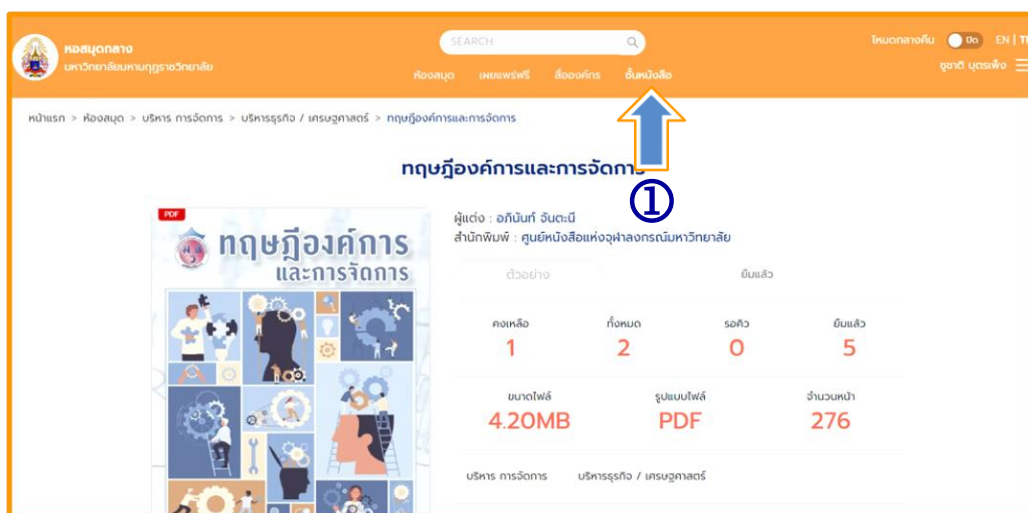 หอสมุดกลาง
มหาวิทยาลัยมหามกุฏราชวิทยาลัย
SEARCH
โหมดกลางคืน ปิด EN | TH
ห้องสมุด เผยแพร่ฟรี สื่อองค์กร ชั้นหนังสือ
ชูชาติ บุตรเพ็ง
หน้าแรก > ห้องสมุด > บริหาร การจัดการ > บริหารธุรกิจ / เศรษฐศาสตร์ > ทฤษฎีองค์การและการจัดการ
ทฤษฎีองค์การและการจัดการ
①
PDF
ทฤษฎีองค์การ
และการจัดการ
ผู้แต่ง : อภินันท์ จันตะนี
สำนักพิมพ์ : ศูนย์หนังสือแห่งจุฬาลงกรณ์มหาวิทยาลัย
ตัวอย่าง ยืมแล้ว
คงเหลือ ทั้งหมด รอคิว ยืมแล้ว
1 2 0 5
ขนาดไฟล์ รูปแบบไฟล์ จำนวนหน้า
4.20MB PDF 276
บริหาร การจัดการ บริหารธุรกิจ / เศรษฐศาสตร์